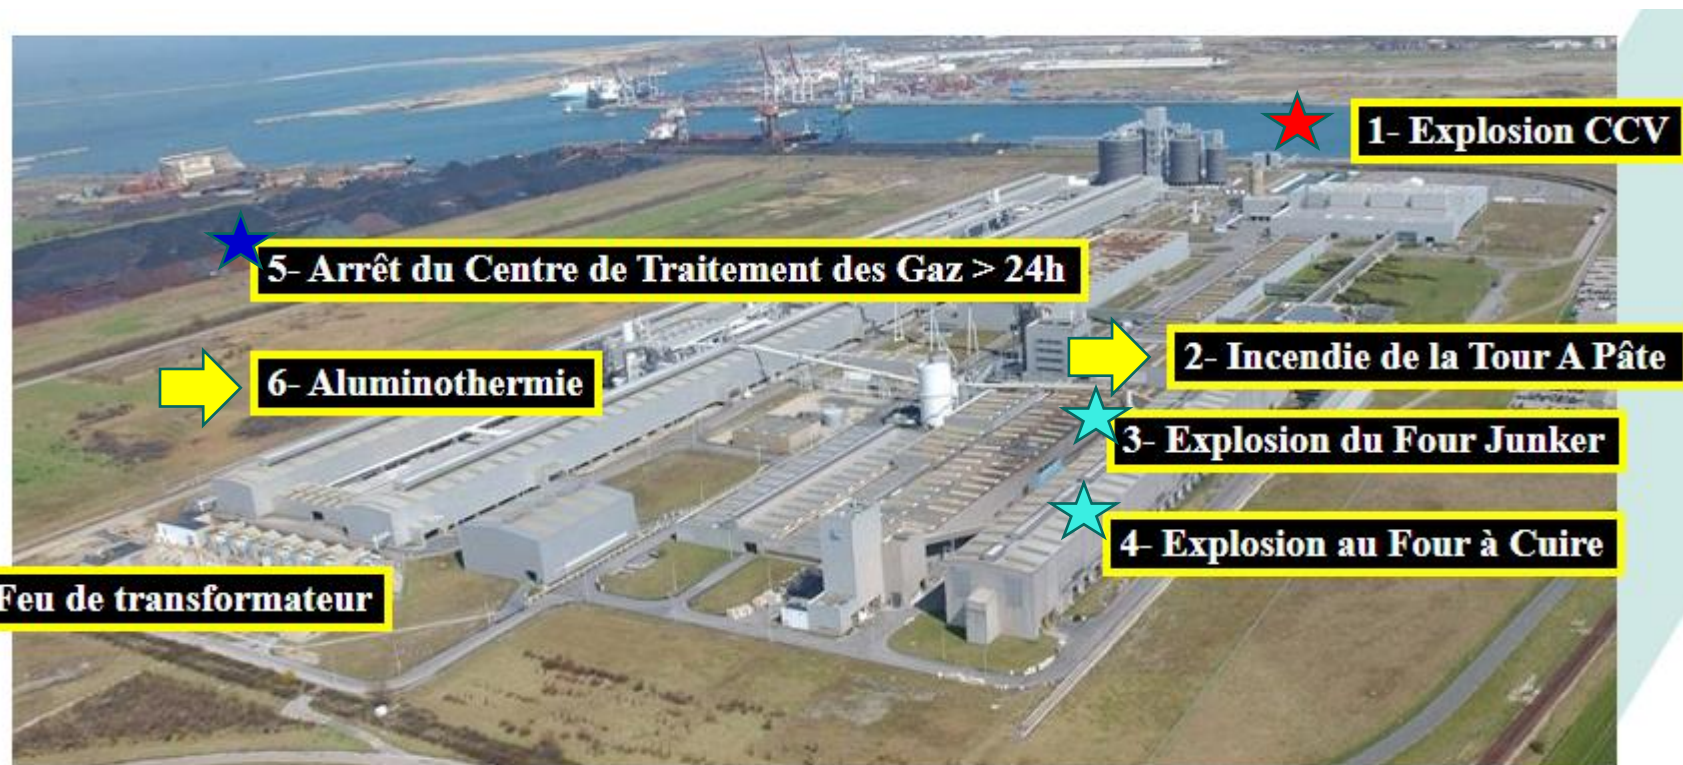 1- Explosion CCV
5- Arrêt du Centre de Traitement des Gaz > 24h
2- Incendie de la Tour A Pâte
6- Aluminothermie
3- Explosion du Four Junker
4- Explosion au Four à Cuire
Feu de transformateur